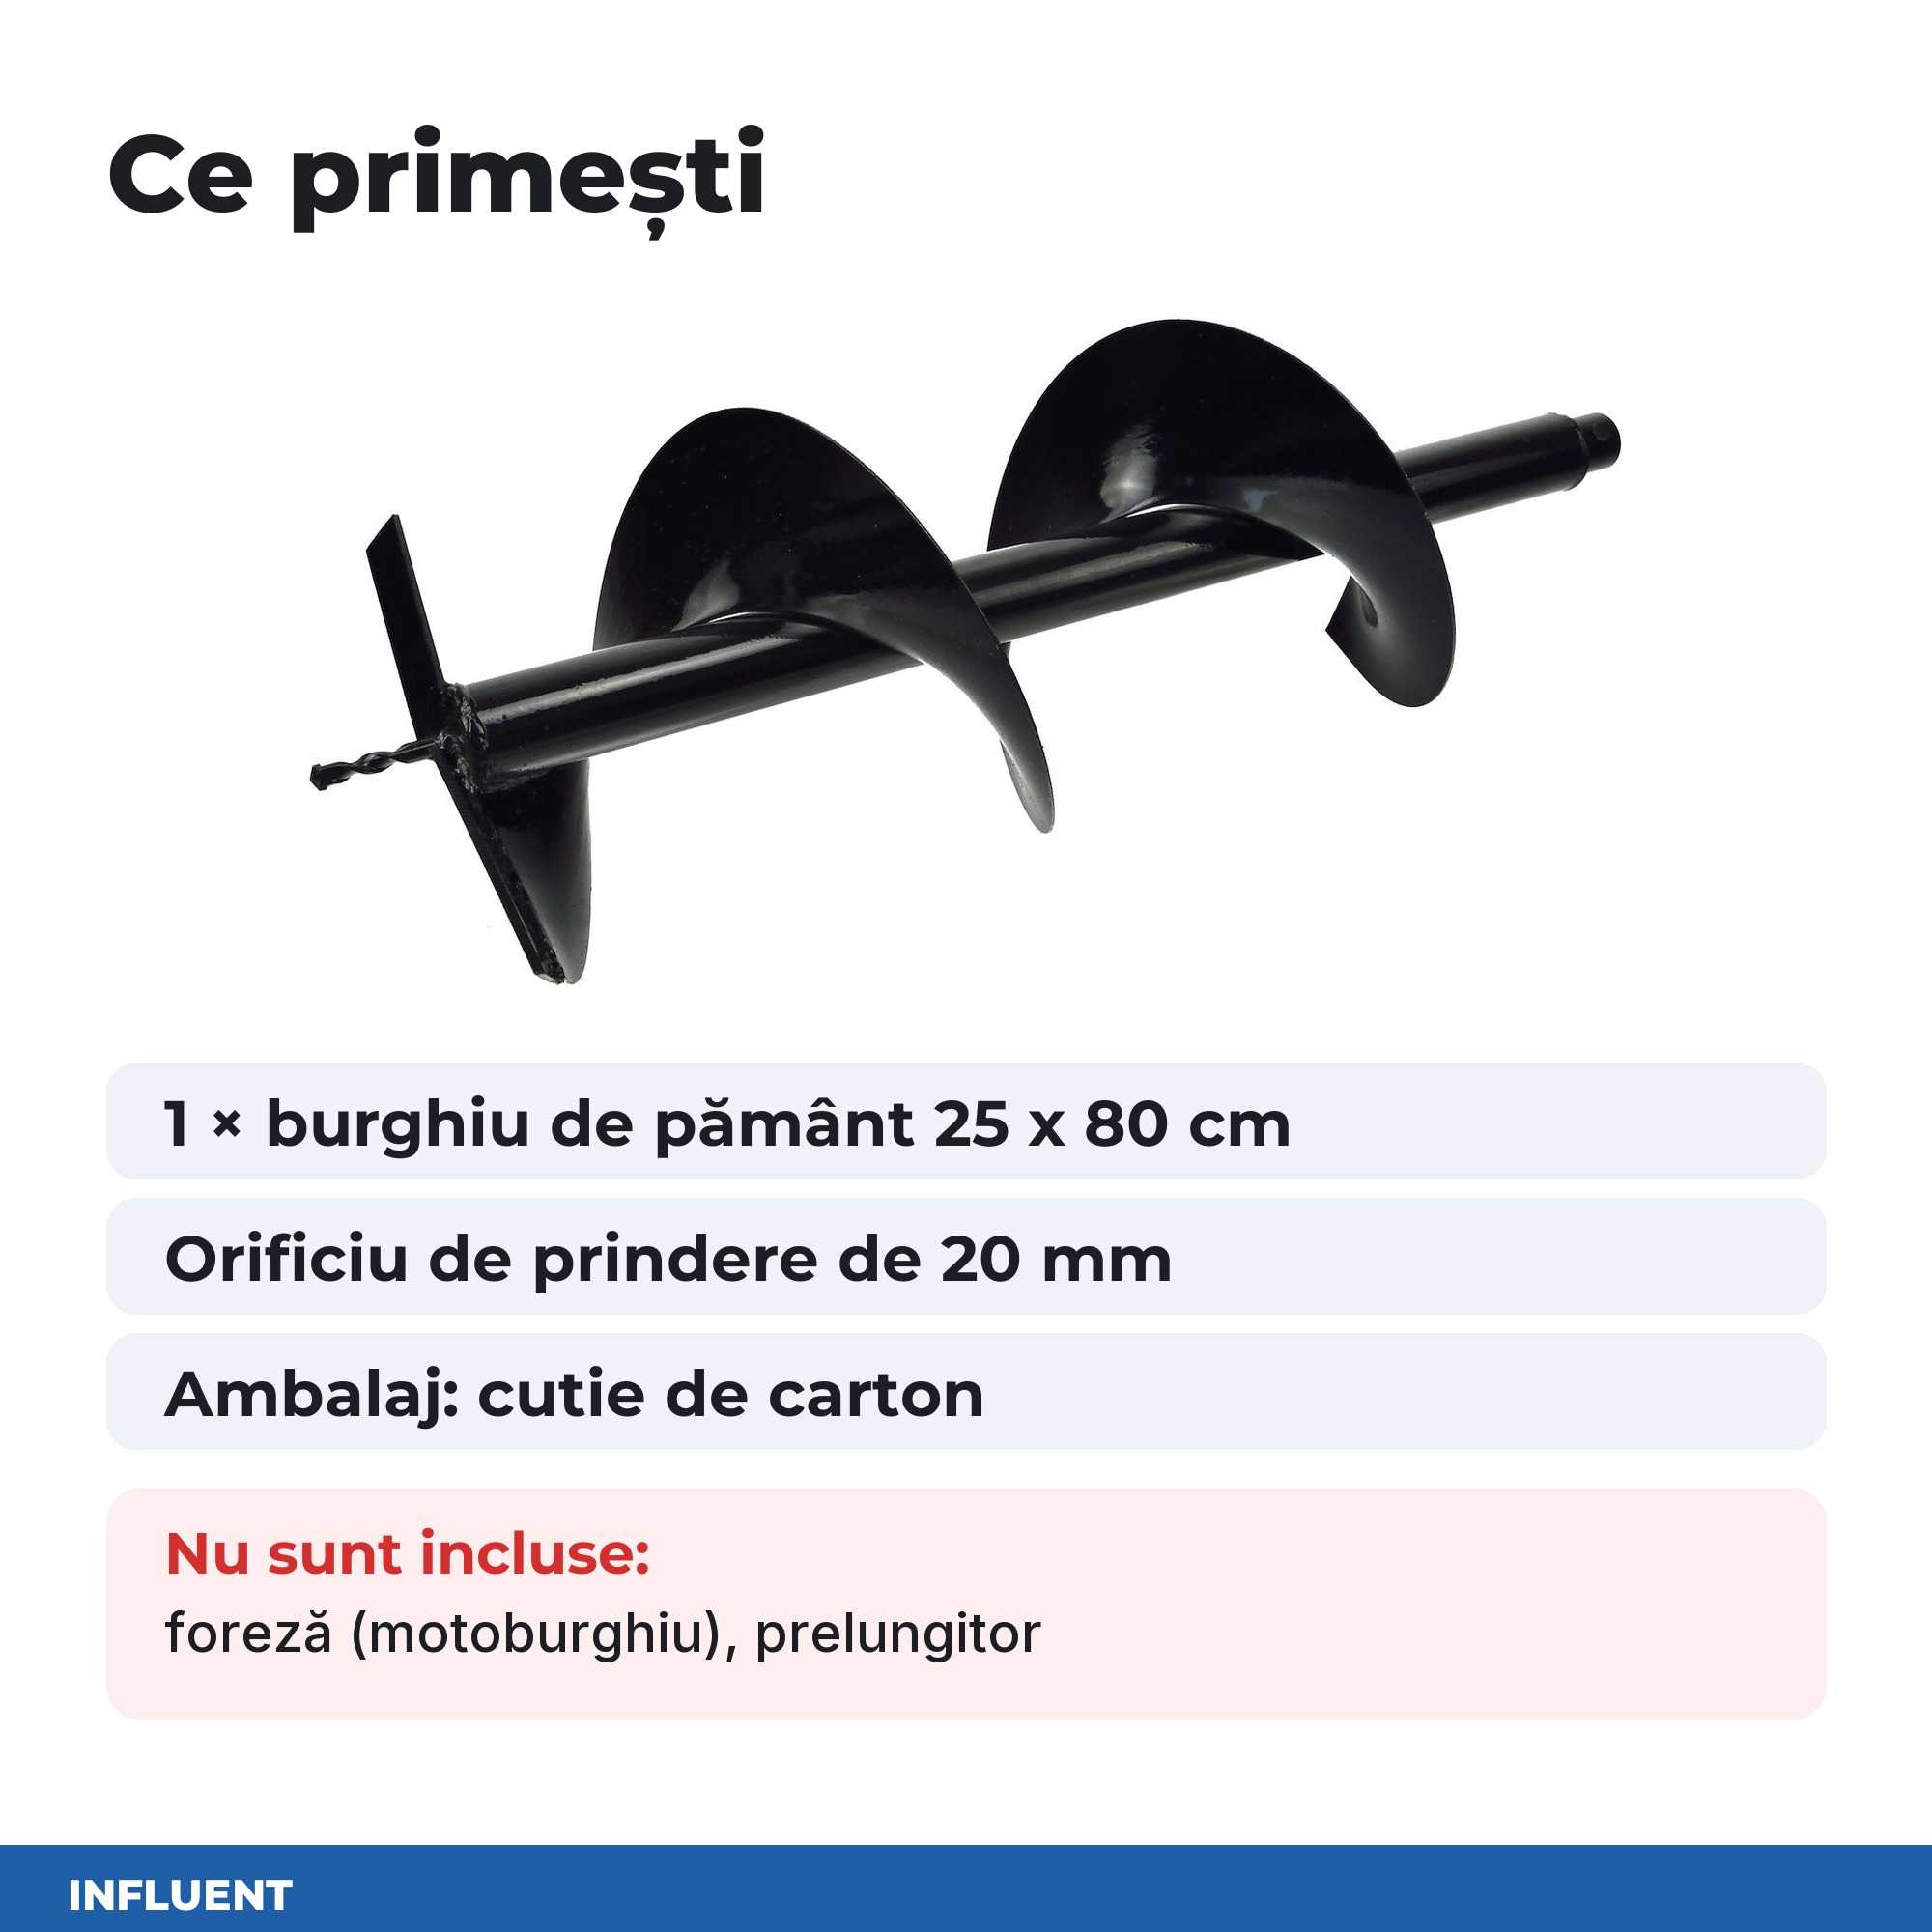 Ce primești
1 × burghiu de pământ 25 x 80 cm
Orificiu de prindere de 20 mm
Ambalaj: cutie de carton
Nu sunt incluse:
foreză (motoburghiu), prelungitor
INFLUENT